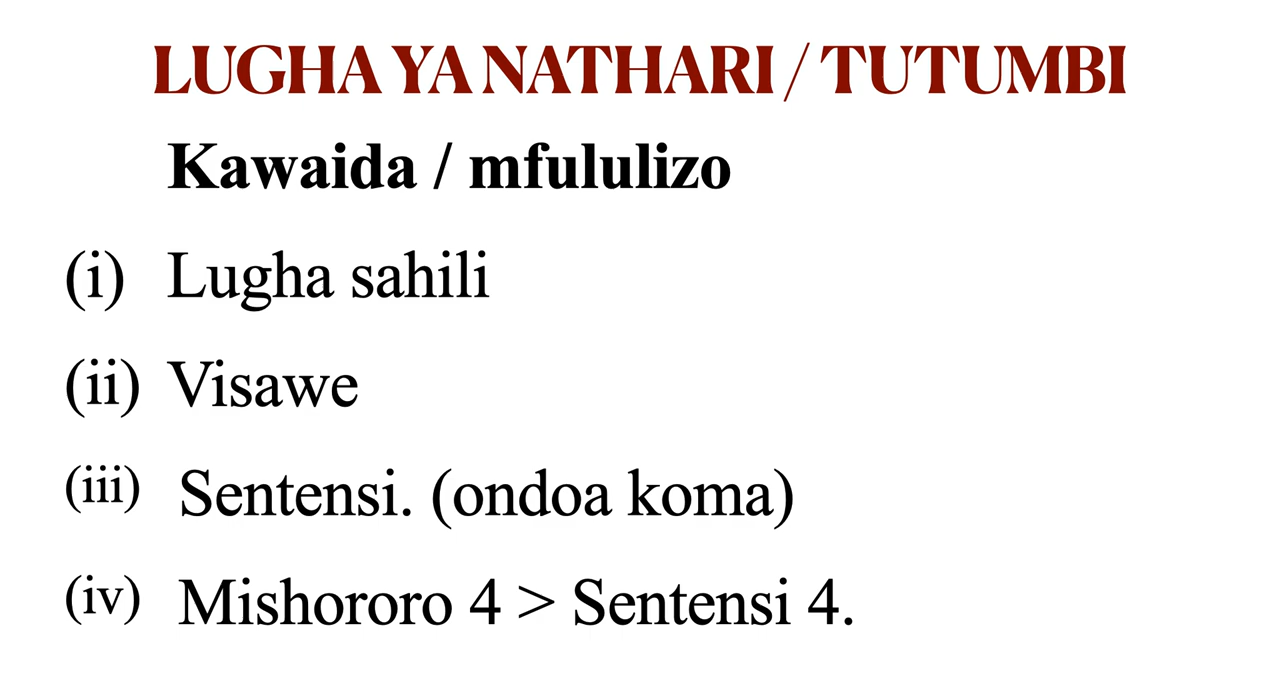 LUGHA YA NATHARI / TUTUMBI
Kawaida / mfululizo
(i) Lugha sahili
(ii) Visawe
(iii) Sentensi. (ondoa koma)
(iv) Mishororo 4 > Sentensi 4.